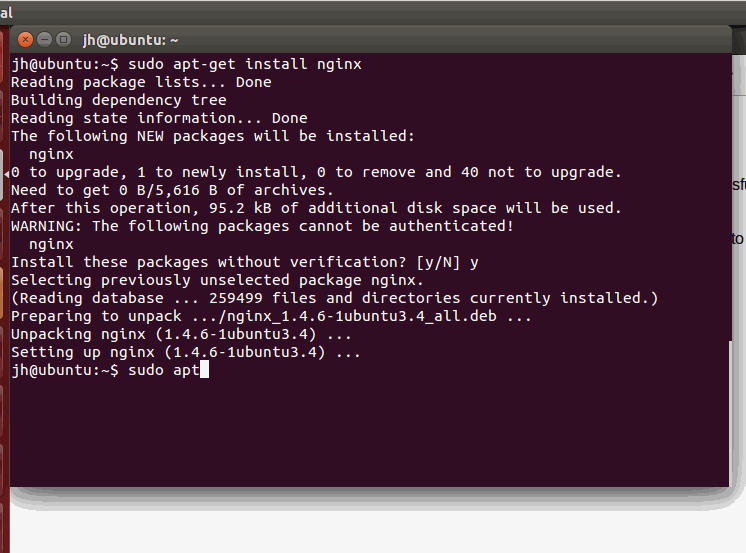 al
jh@ubuntu: ~
jh@ubuntu:~$ sudo apt-get install nginx
Reading package lists... Done
Building dependency tree
Reading state information... Done
The following NEW packages will be installed:
  nginx
0 to upgrade, 1 to newly install, 0 to remove and 40 not to upgrade.
Need to get 0 B/5,616 B of archives.
After this operation, 95.2 kB of additional disk space will be used.
WARNING: The following packages cannot be authenticated!
  nginx
Install these packages without verification? [y/N] y
Selecting previously unselected package nginx.
(Reading database ... 259499 files and directories currently installed.)
Preparing to unpack .../nginx_1.4.6-1ubuntu3.4_all.deb ...
Unpacking nginx (1.4.6-1ubuntu3.4) ...
Setting up nginx (1.4.6-1ubuntu3.4) ...
jh@ubuntu:~$ sudo apt
sfu
to